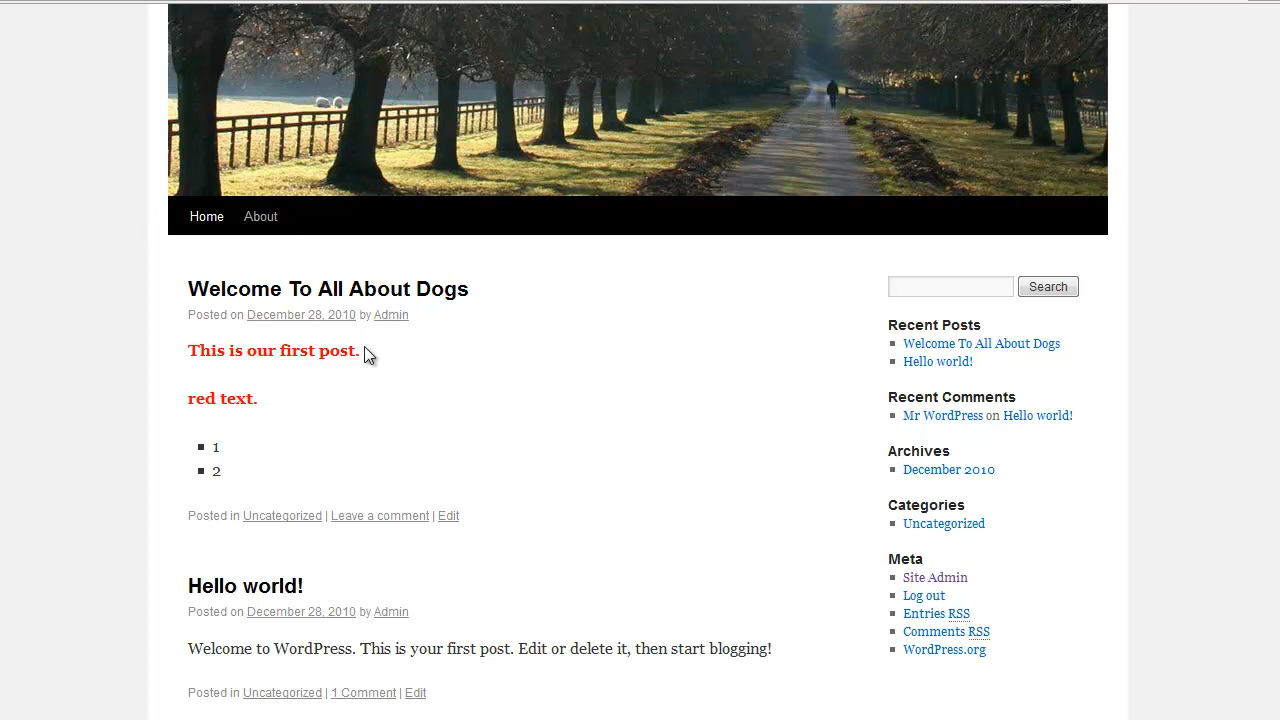 Home About
Welcome To All About Dogs
Posted on December 28, 2010 by Admin
This is our first post.
red text.
1
2
Posted in Uncategorized | Leave a comment | Edit
Hello world!
Posted on December 28, 2010 by Admin
Welcome to WordPress. This is your first post. Edit or delete it, then start blogging!
Posted in Uncategorized | 1 Comment | Edit
Search
Recent Posts
Welcome To All About Dogs
Hello world!
Recent Comments
Mr WordPress on Hello world!
Archives
December 2010
Categories
Uncategorized
Meta
Site Admin
Log out
Entries RSS
Comments RSS
WordPress.org